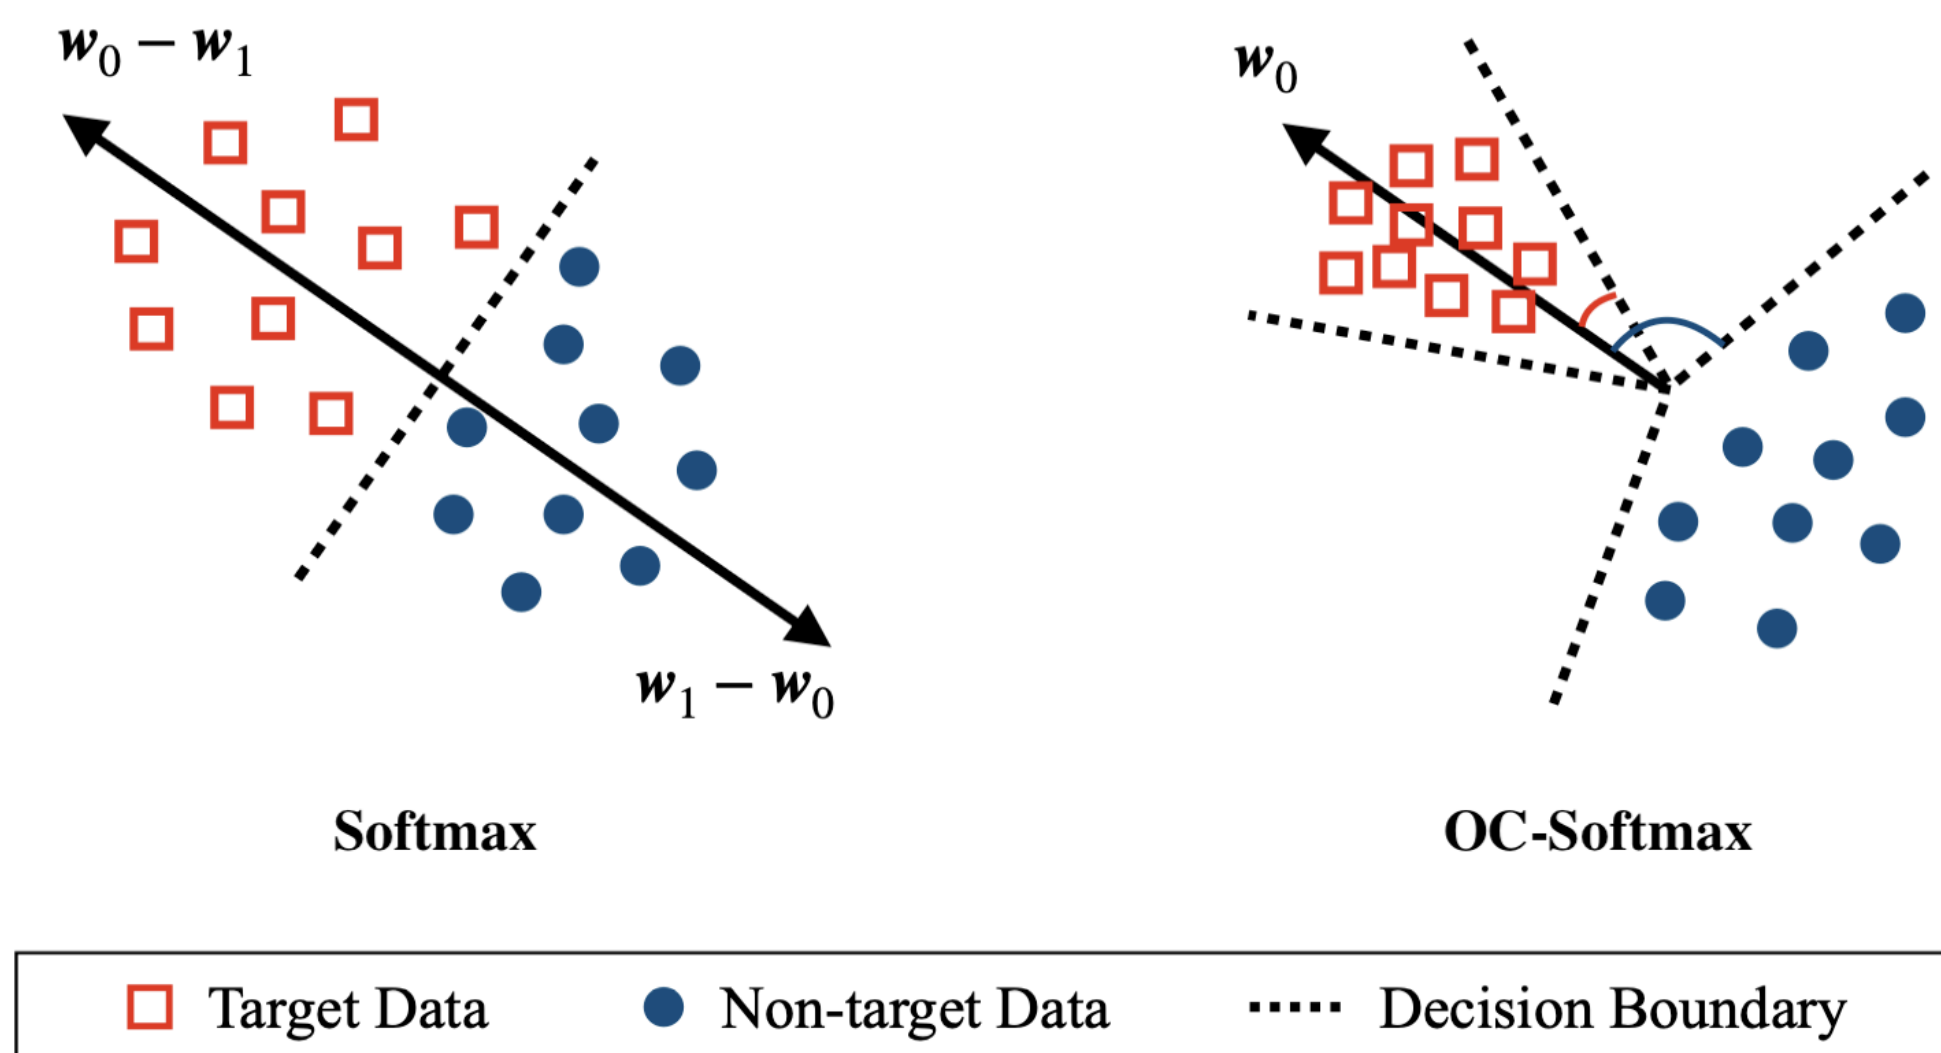 w₀ − w₁
w₀
w₁ − w₀
Softmax
OC-Softmax
Target Data
Non-target Data
Decision Boundary